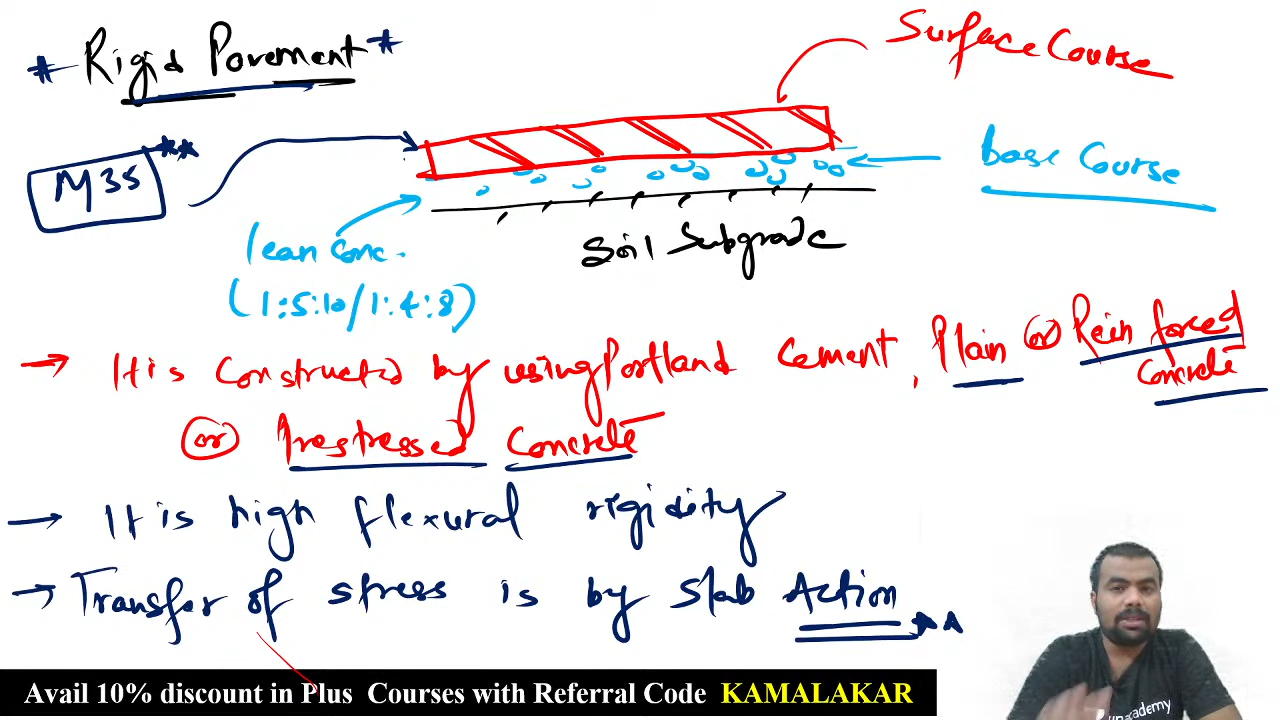 * Rigid Pavement *
Surface Course
M35 **
base Course
Soil Subgrade
lean conc.
(1:5:10/1:4:8)
→ It is constructed by using Portland cement, Plain (or) Reinforced Concrete
(or) Prestressed Concrete
→ It is high flexural rigidity
→ Transfer of stress is by slab Action **
Avail 10% discount in Plus Courses with Referral Code KAMALAKAR
unacademy